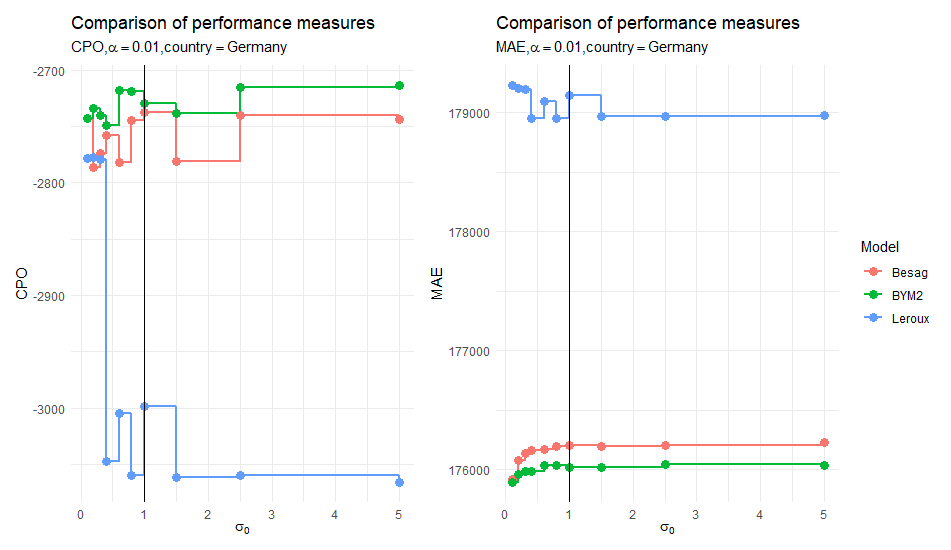 Comparison of performance measures
CPO,α = 0.01,country = Germany
CPO
-2700
-2800
-2900
-3000
0 1 2 3 4 5
σ0
Comparison of performance measures
MAE,α = 0.01,country = Germany
MAE
179000
178000
177000
176000
0 1 2 3 4 5
σ0
Model
Besag
BYM2
Leroux